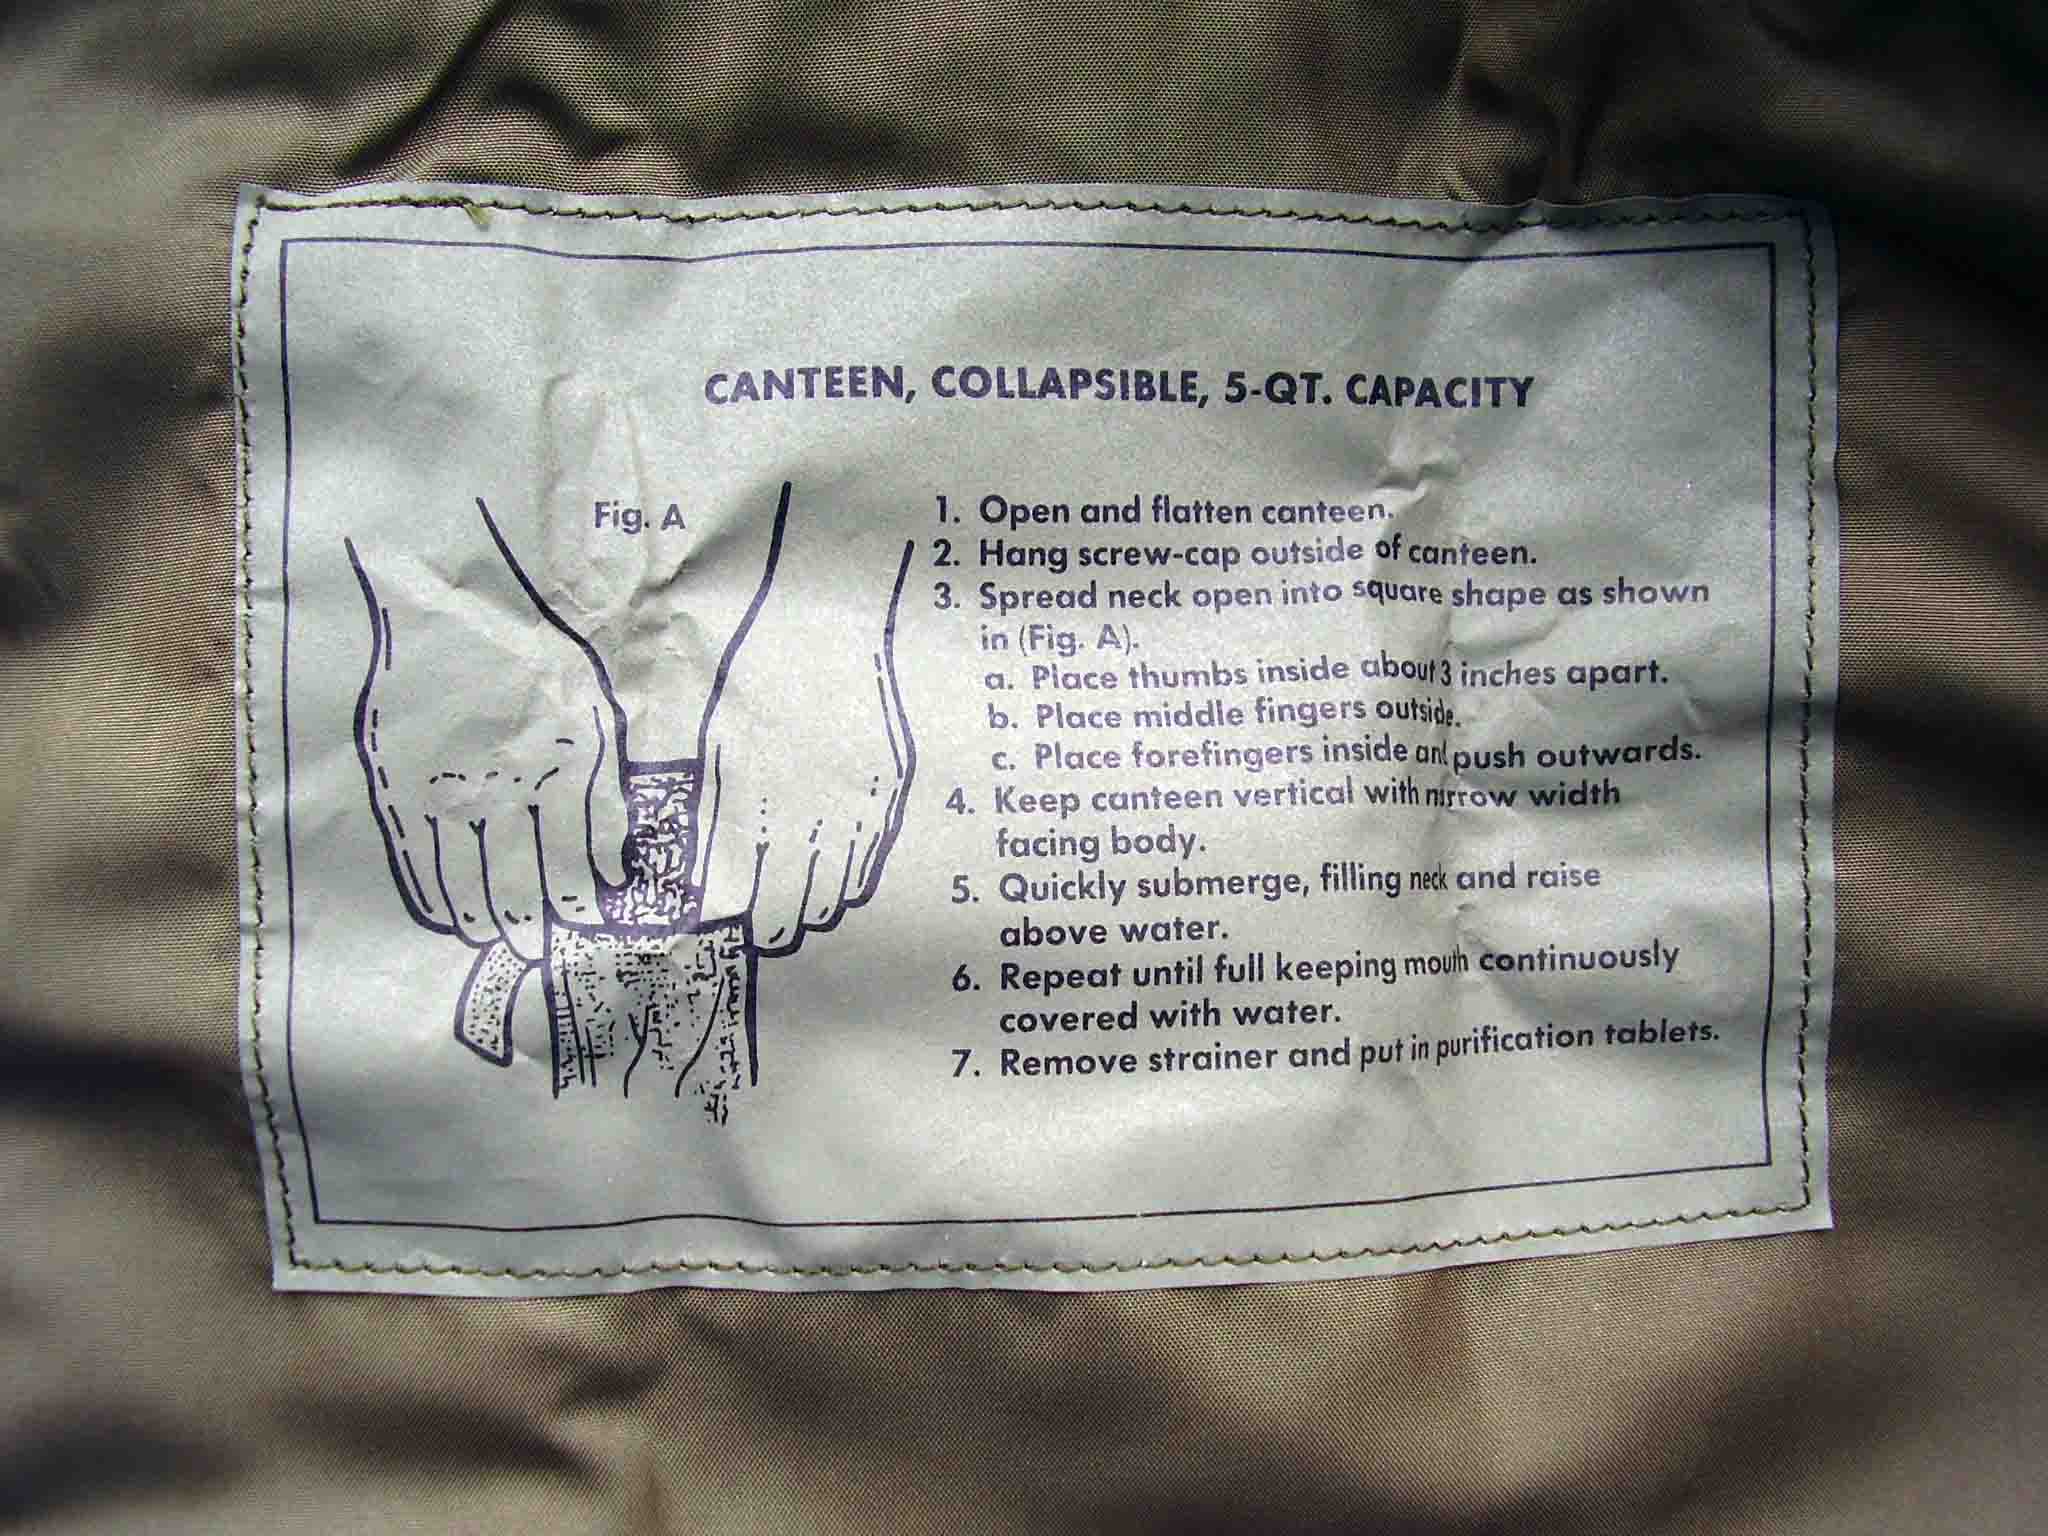 CANTEEN, COLLAPSIBLE, 5-QT. CAPACITY
Fig. A
1. Open and flatten canteen.
2. Hang screw-cap outside of canteen.
3. Spread neck open into square shape as shown
in (Fig. A).
a. Place thumbs inside about 3 inches apart.
b. Place middle fingers outside.
c. Place forefingers inside and push outwards.
4. Keep canteen vertical with narrow width
facing body.
5. Quickly submerge, filling neck and raise
above water.
6. Repeat until full keeping mouth continuously
covered with water.
7. Remove strainer and put in purification tablets.